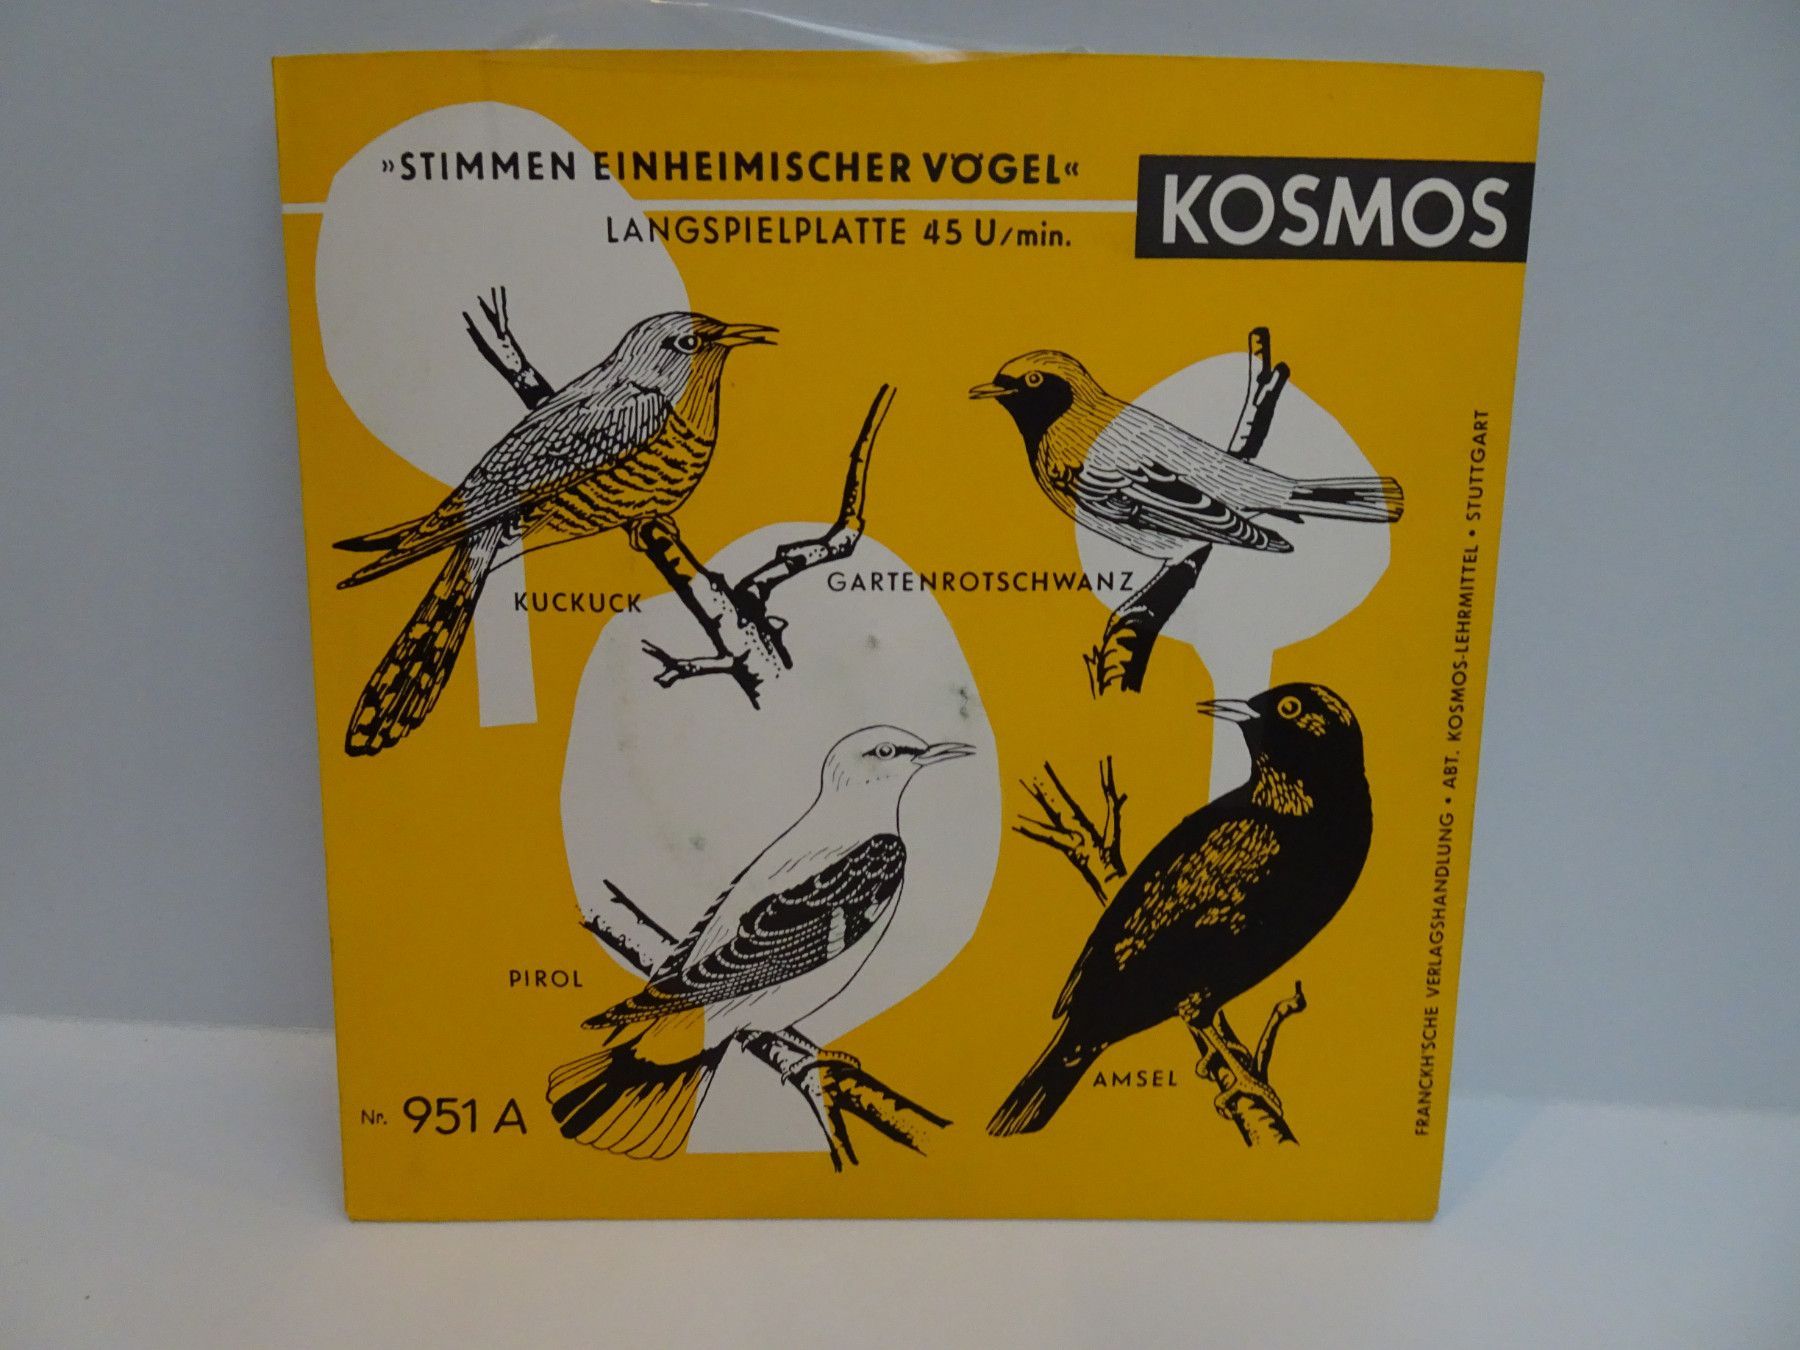 »STIMMEN EINHEIMISCHER VÖGEL«
LANGSPIELPLATTE 45 U/min.
KOSMOS
KUCKUCK
GARTENROTSCHWANZ
PIROL
AMSEL
Nr. 951 A
FRANCKH'SCHE VERLAGSHANDLUNG • ABT. KOSMOS-LEHRMITTEL • STUTTGART